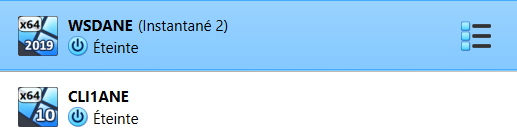 x64
2019
WSDANE (Instantané 2)
Éteinte
x64
10
CLI1ANE
Éteinte